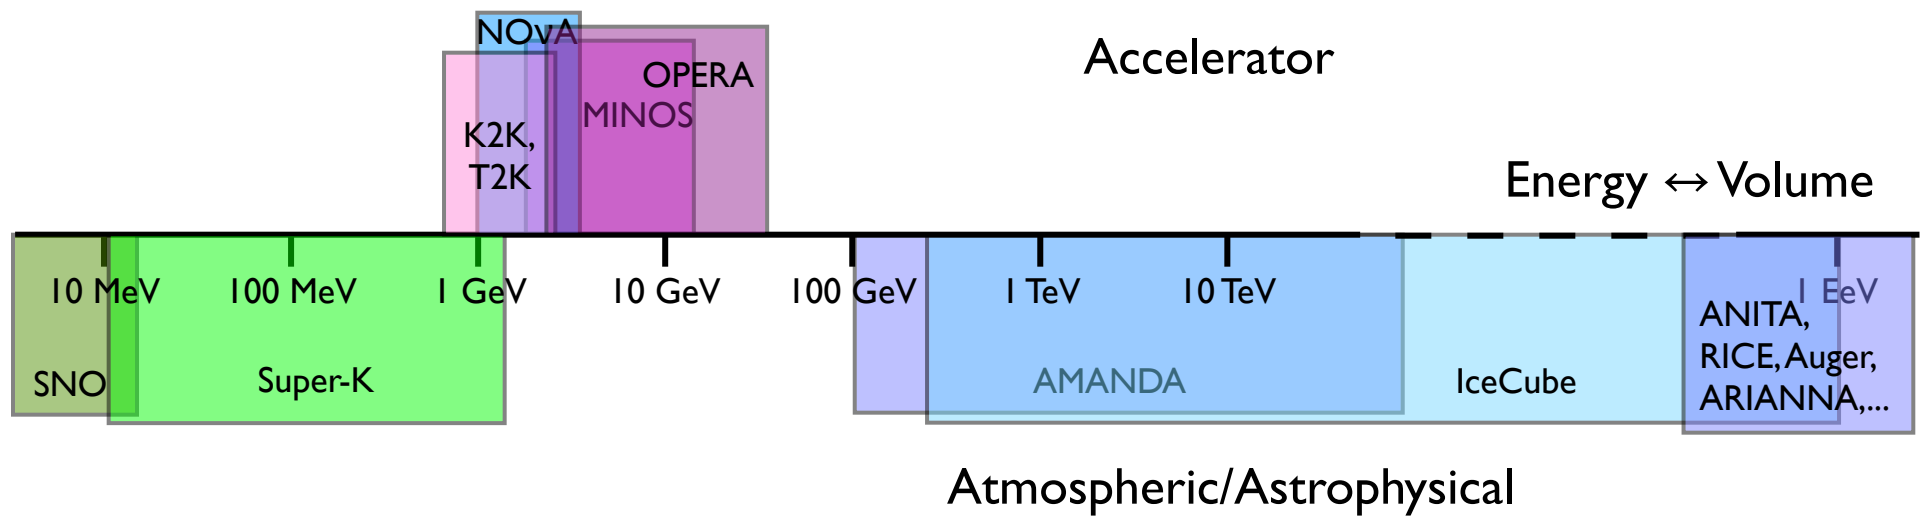 NOvA
Accelerator
OPERA
MINOS
K2K,
T2K
Energy ↔ Volume
10 MeV 100 MeV 1 GeV 10 GeV 100 GeV 1 TeV 10 TeV 1 EeV
ANITA,
RICE, Auger,
ARIANNA,...
SNO Super-K AMANDA IceCube
Atmospheric/Astrophysical